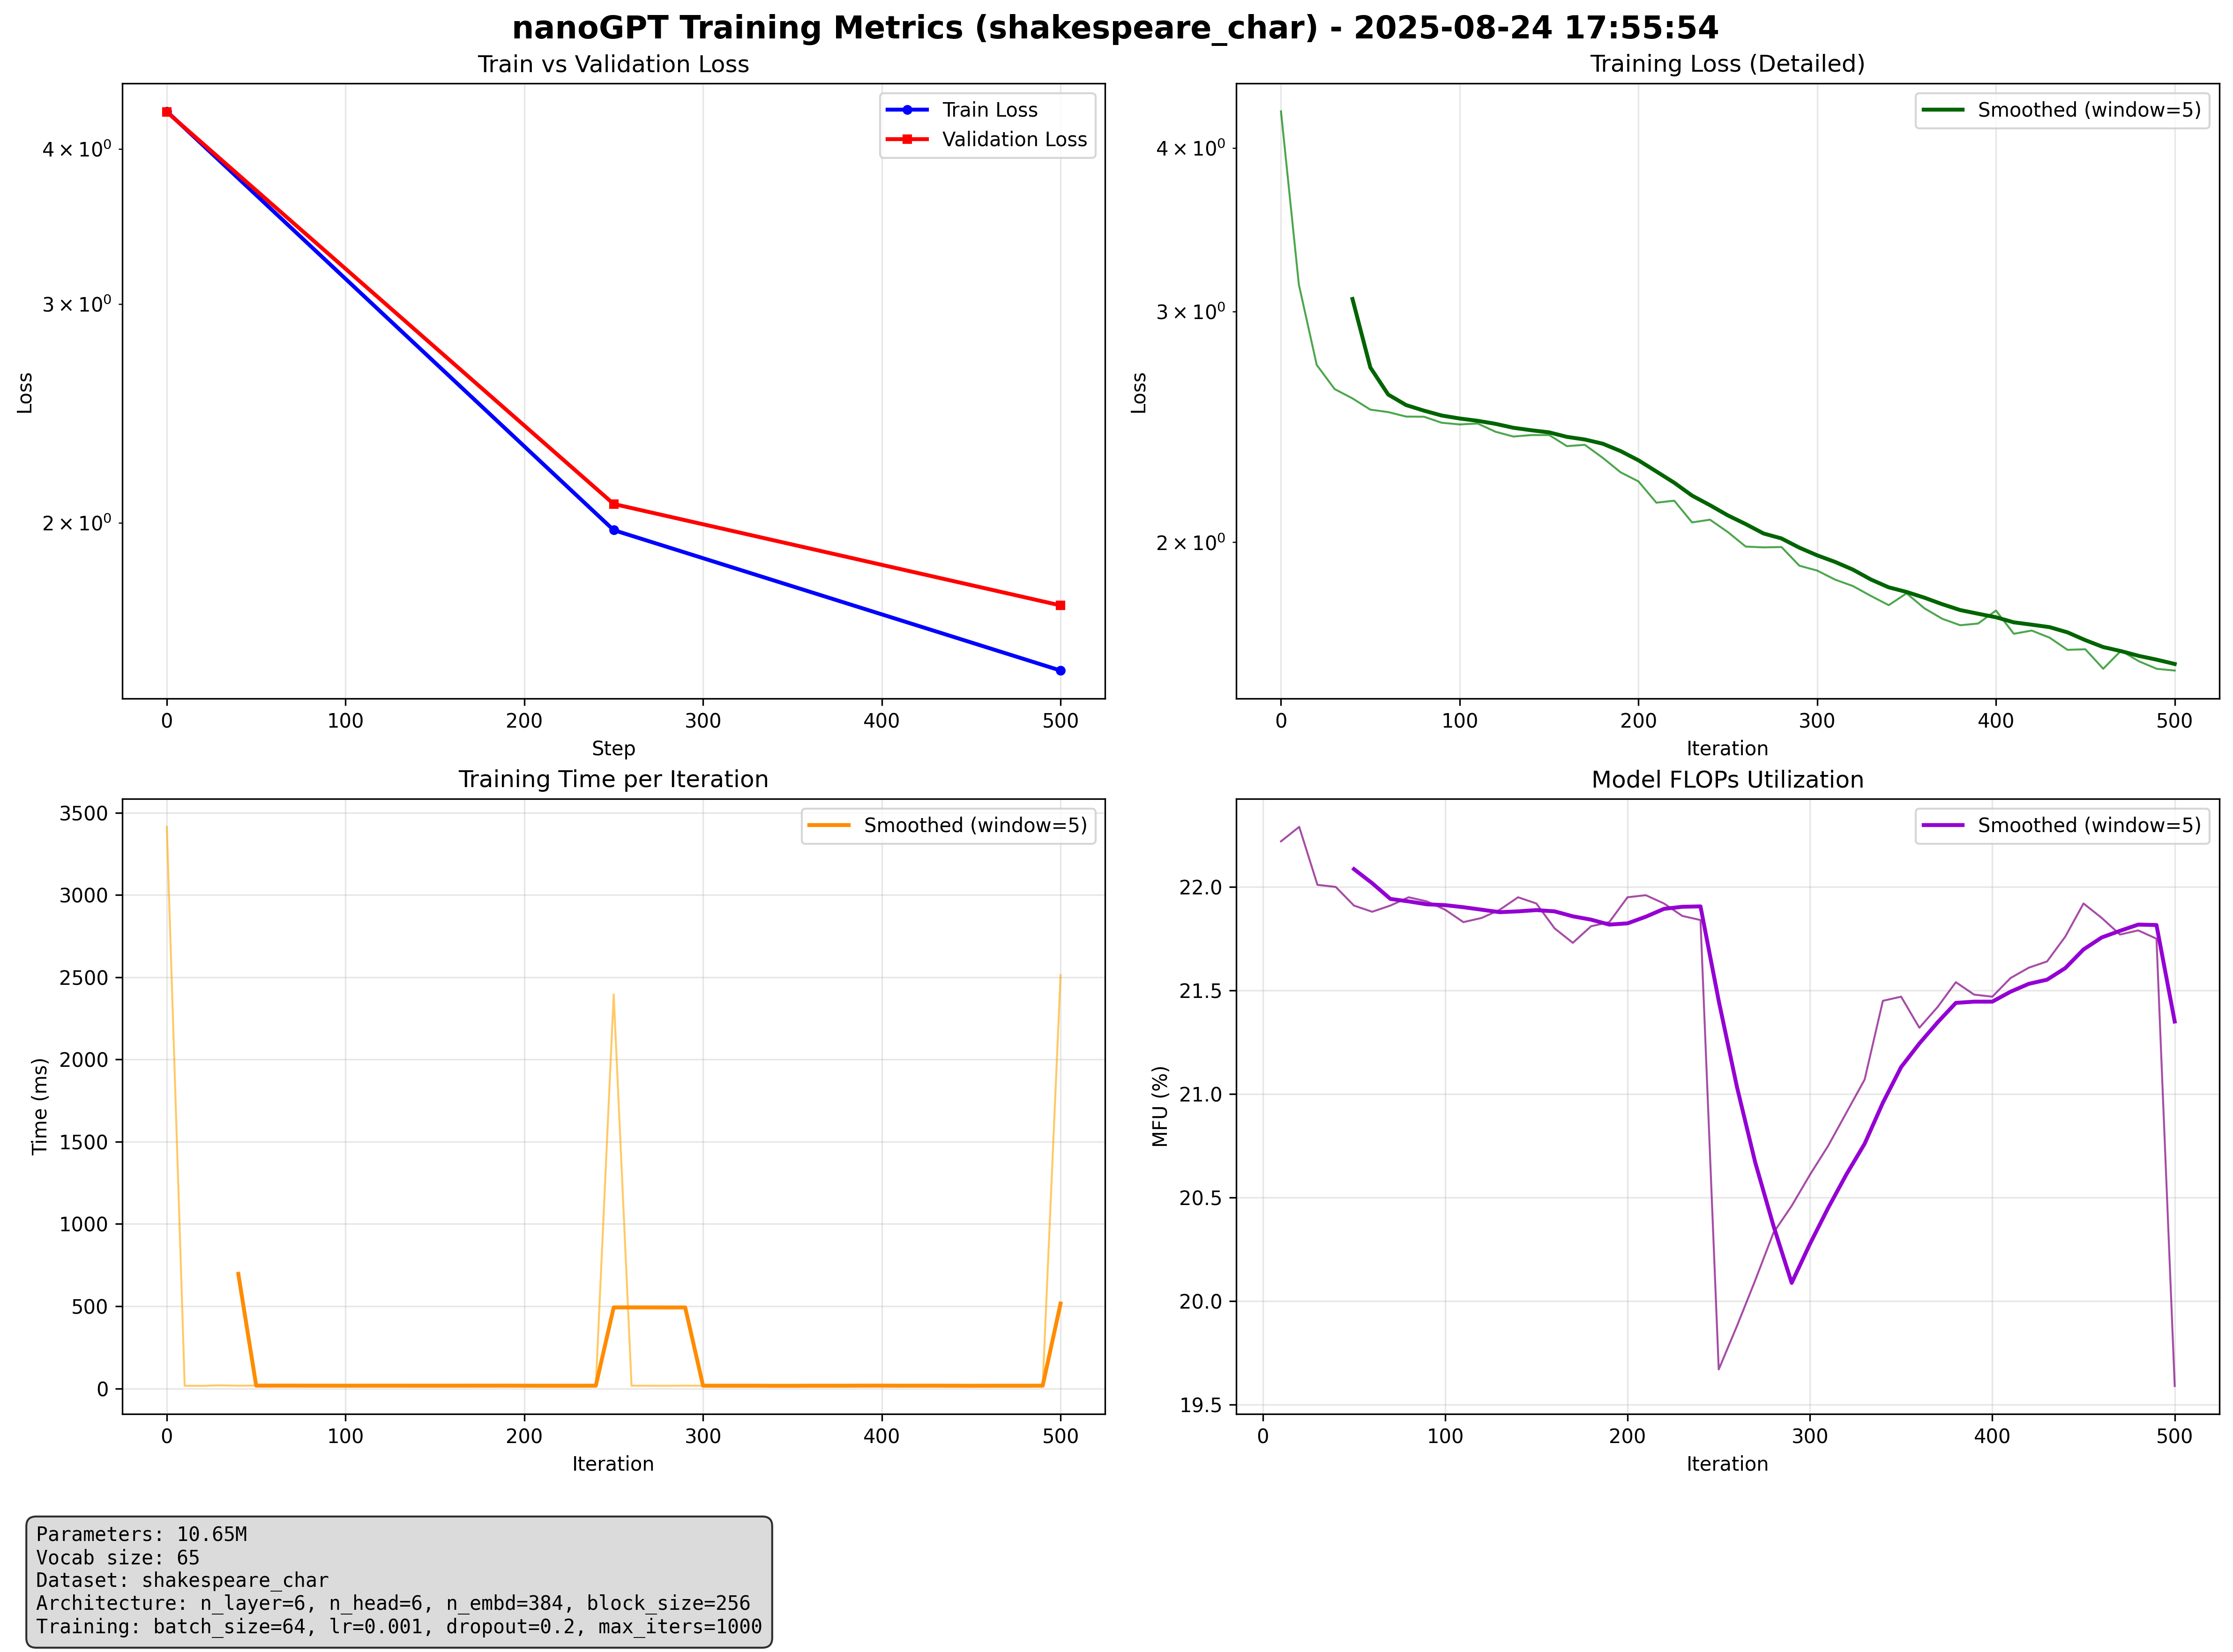 nanoGPT Training Metrics (shakespeare_char) - 2025-08-24 17:55:54
Train vs Validation Loss
Train Loss
Validation Loss
4 × 10⁰
3 × 10⁰
2 × 10⁰
Loss
0 100 200 300 400 500
Step
Training Loss (Detailed)
Smoothed (window=5)
4 × 10⁰
3 × 10⁰
2 × 10⁰
Loss
0 100 200 300 400 500
Iteration
Training Time per Iteration
Smoothed (window=5)
3500
3000
2500
2000
1500
1000
500
0
Time (ms)
0 100 200 300 400 500
Iteration
Model FLOPs Utilization
Smoothed (window=5)
22.0
21.5
21.0
20.5
20.0
19.5
MFU (%)
0 100 200 300 400 500
Iteration
Parameters: 10.65M
Vocab size: 65
Dataset: shakespeare_char
Architecture: n_layer=6, n_head=6, n_embd=384, block_size=256
Training: batch_size=64, lr=0.001, dropout=0.2, max_iters=1000